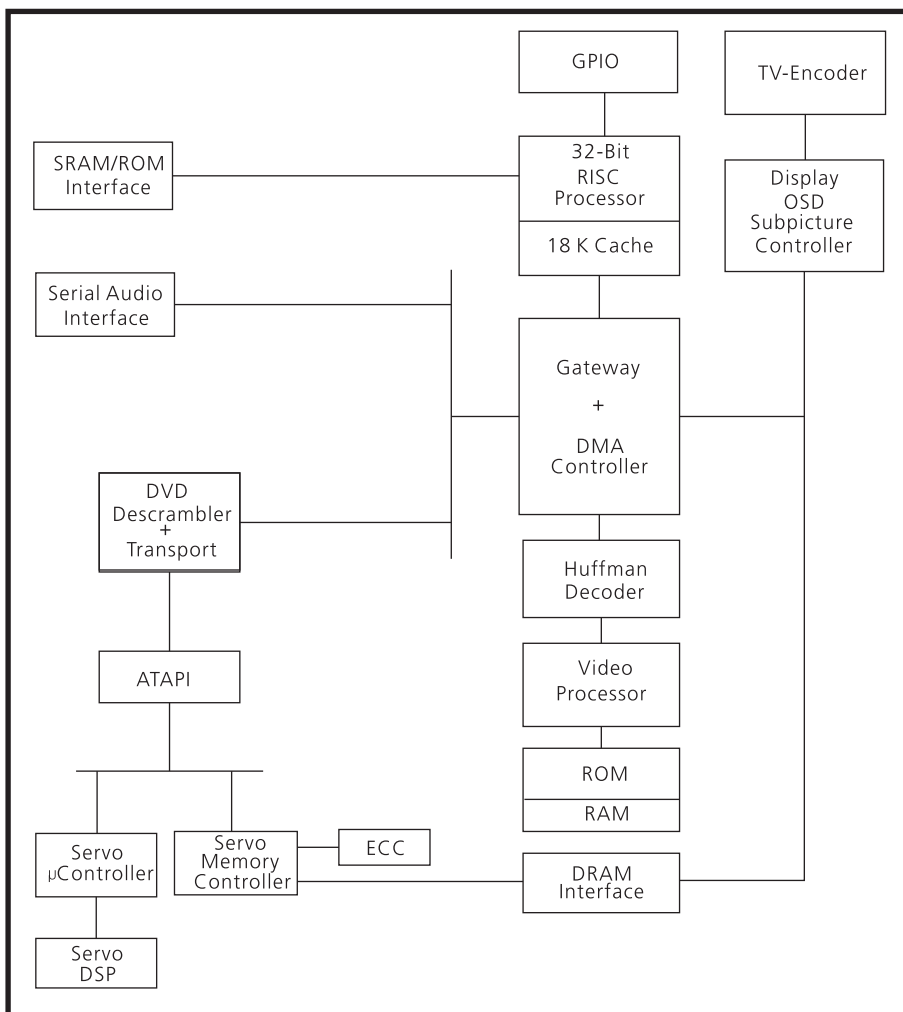 GPIO
TV-Encoder
SRAM/ROM
Interface
32-Bit
RISC
Processor
18 K Cache
Display
OSD
Subpicture
Controller
Serial Audio
Interface
Gateway
+
DMA
Controller
DVD
Descrambler
+
Transport
Huffman
Decoder
ATAPI
Video
Processor
ROM
RAM
Servo
µController
Servo
Memory
Controller
ECC
DRAM
Interface
Servo
DSP